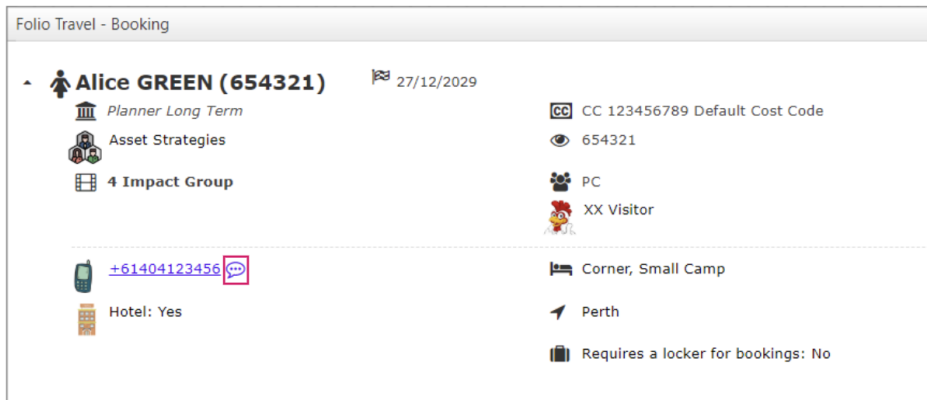 Folio Travel - Booking
Alice GREEN (654321) 27/12/2029
Planner Long Term
CC CC 123456789 Default Cost Code
Asset Strategies
654321
4 Impact Group
PC
XX Visitor
+61404123456
Corner, Small Camp
Hotel: Yes
Perth
Requires a locker for bookings: No